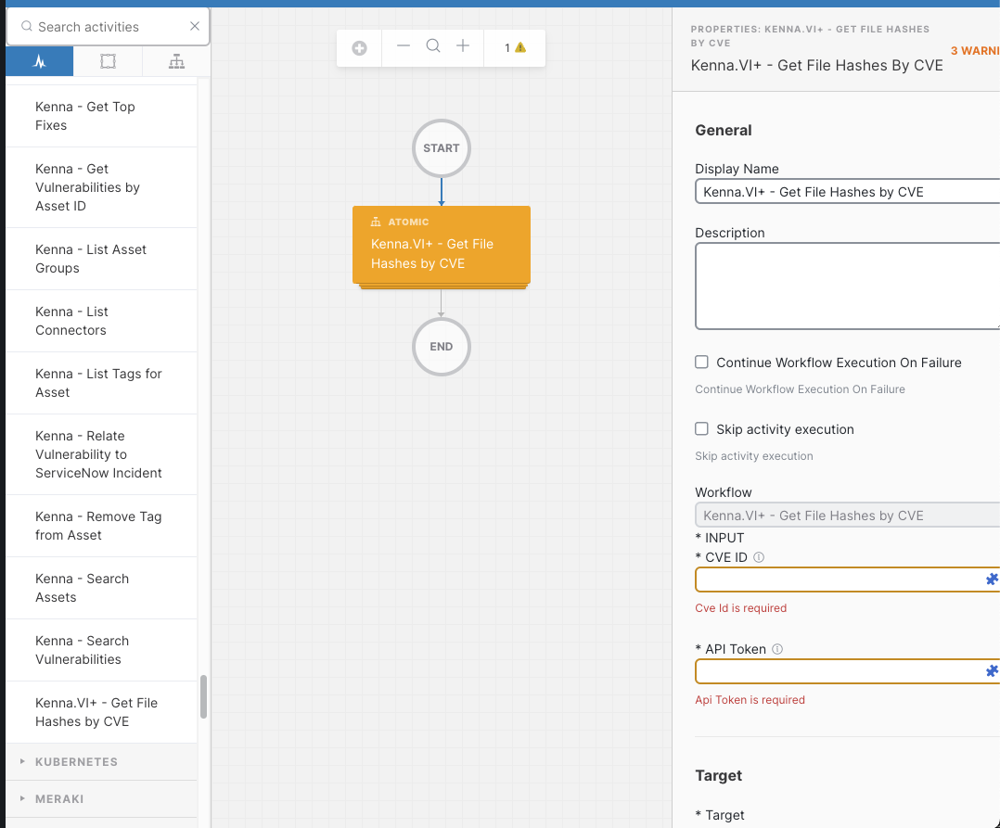 Search activities
Kenna - Get Top
Fixes
Kenna - Get
Vulnerabilities by
Asset ID
Kenna - List Asset
Groups
Kenna - List
Connectors
Kenna - List Tags for
Asset
Kenna - Relate
Vulnerability to
ServiceNow Incident
Kenna - Remove Tag
from Asset
Kenna - Search
Assets
Kenna - Search
Vulnerabilities
Kenna.VI+ - Get File
Hashes by CVE
KUBERNETES
MERAKI
1
START
ATOMIC
Kenna.VI+ - Get File
Hashes by CVE
END
PROPERTIES: KENNA.VI+ - GET FILE HASHES
BY CVE
Kenna.VI+ - Get File Hashes By CVE
3 WARNI
General
Display Name
Kenna.VI+ - Get File Hashes by CVE
Description
Continue Workflow Execution On Failure
Continue Workflow Execution On Failure
Skip activity execution
Skip activity execution
Workflow
Kenna.VI+ - Get File Hashes by CVE
* INPUT
* CVE ID
Cve Id is required
* API Token
Api Token is required
Target
* Target